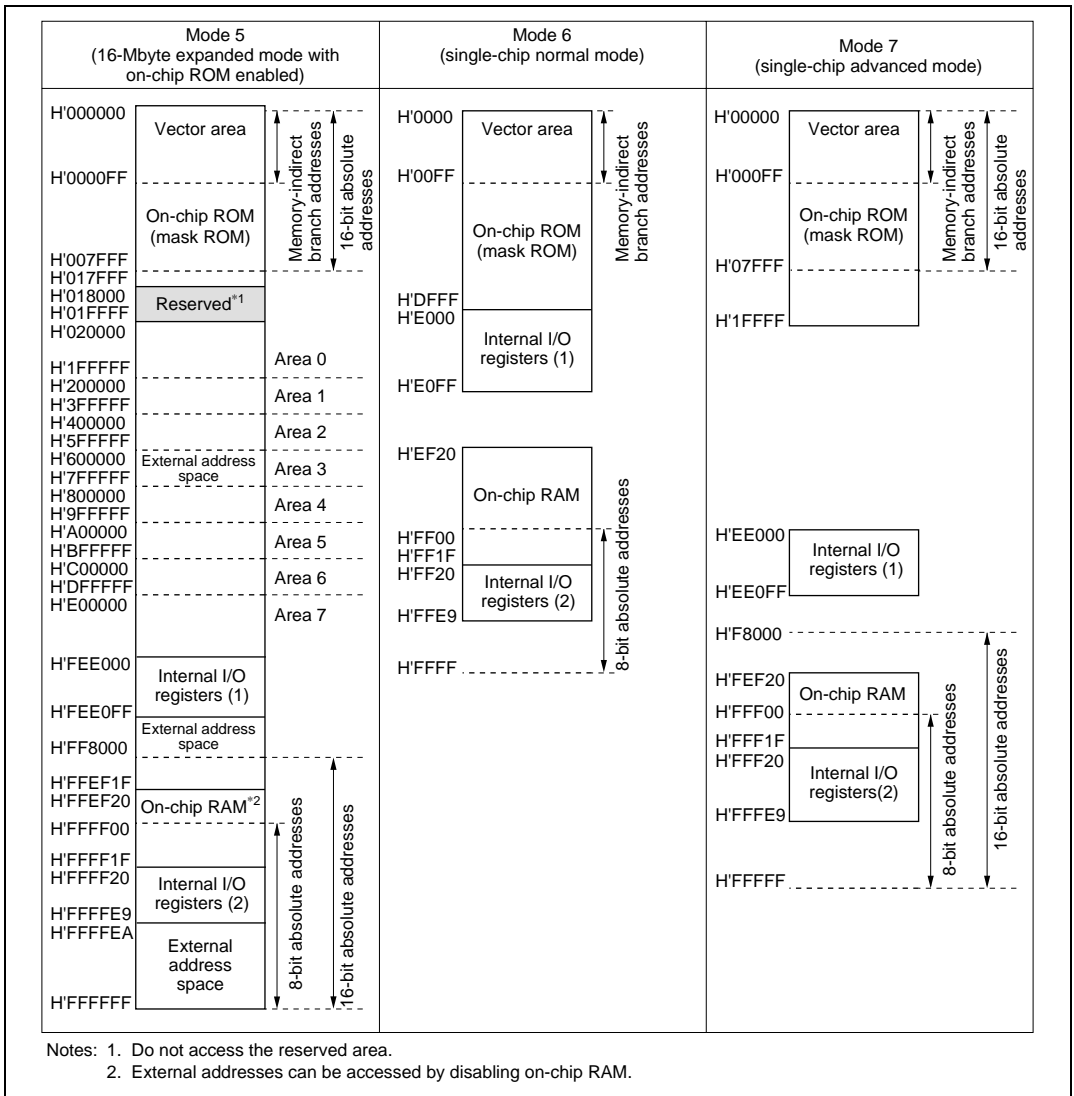 Mode 5
(16-Mbyte expanded mode with
on-chip ROM enabled)
H'000000
Vector area
H'0000FF
On-chip ROM
(mask ROM)
H'007FFF
H'017FFF
H'018000
Reserved*1
H'01FFFF
H'020000
Area 0
H'1FFFFF
H'200000
Area 1
H'3FFFFF
H'400000
Area 2
H'5FFFFF
H'600000
External address
space
Area 3
H'7FFFFF
H'800000
Area 4
H'9FFFFF
H'A00000
Area 5
H'BFFFFF
H'C00000
Area 6
H'DFFFFF
H'E00000
Area 7
H'FEE000
Internal I/O
registers (1)
H'FEE0FF
External address
space
H'FF8000
H'FFEF1F
H'FFEF20
On-chip RAM*2
H'FFFF00
H'FFFF1F
H'FFFF20
Internal I/O
registers (2)
H'FFFFE9
H'FFFFEA
External
address
space
H'FFFFFF
Memory-indirect
branch addresses
16-bit absolute
addresses
8-bit absolute addresses
16-bit absolute addresses
Mode 6
(single-chip normal mode)
H'0000
Vector area
H'00FF
On-chip ROM
(mask ROM)
H'DFFF
H'E000
Internal I/O
registers (1)
H'E0FF
H'EF20
On-chip RAM
H'FF00
H'FF1F
H'FF20
Internal I/O
registers (2)
H'FFE9
H'FFFF
Memory-indirect
branch addresses
8-bit absolute addresses
Mode 7
(single-chip advanced mode)
H'00000
Vector area
H'000FF
On-chip ROM
(mask ROM)
H'07FFF
H'1FFFF
H'EE000
Internal I/O
registers (1)
H'EE0FF
H'F8000
H'FEF20
On-chip RAM
H'FFF00
H'FFF1F
H'FFF20
Internal I/O
registers(2)
H'FFFE9
H'FFFFF
Memory-indirect
branch addresses
16-bit absolute
addresses
8-bit absolute addresses
16-bit absolute addresses
Notes: 1. Do not access the reserved area.
2. External addresses can be accessed by disabling on-chip RAM.